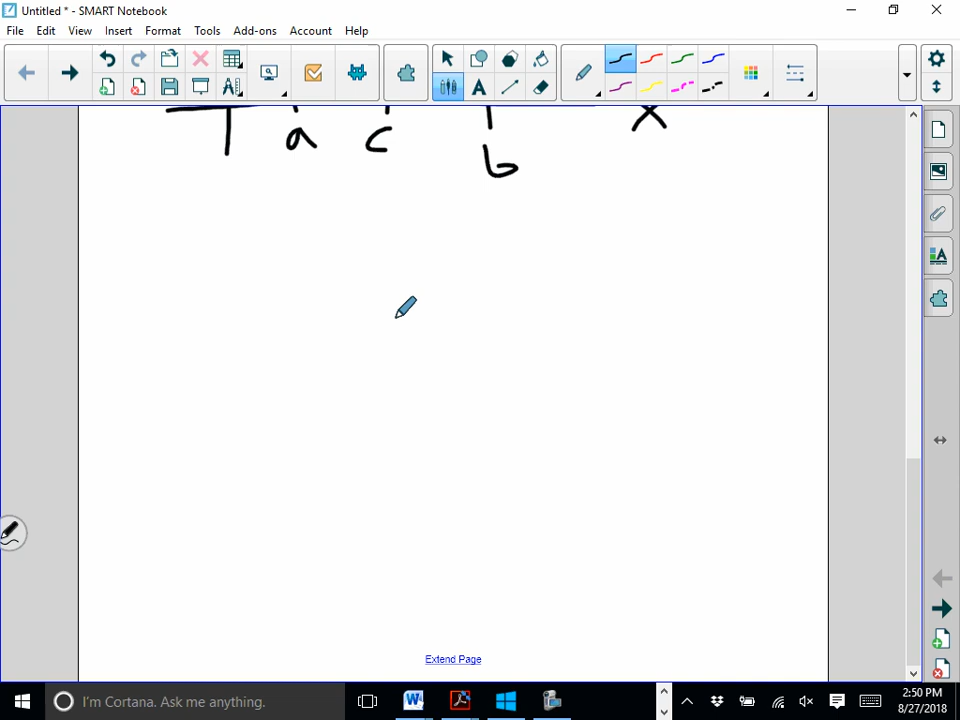 Untitled * - SMART Notebook
File Edit View Insert Format Tools Add-ons Account Help
a c x
b
Extend Page
I'm Cortana. Ask me anything.
2:50 PM
8/27/2018